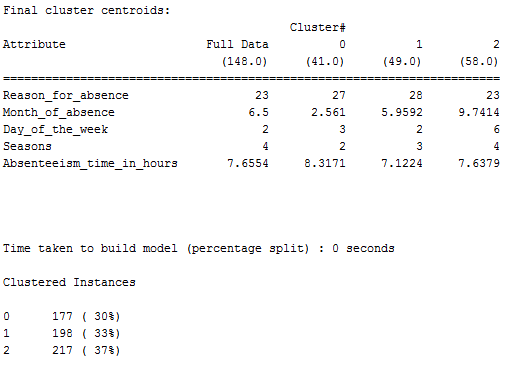 Final cluster centroids:
Cluster#
Attribute Full Data 0 1 2
(148.0) (41.0) (49.0) (58.0)
==========================================================================
Reason_for_absence 23 27 28 23
Month_of_absence 6.5 2.561 5.9592 9.7414
Day_of_the_week 2 3 2 6
Seasons 4 2 3 4
Absenteeism_time_in_hours 7.6554 8.3171 7.1224 7.6379
Time taken to build model (percentage split) : 0 seconds
Clustered Instances
0 177 ( 30%)
1 198 ( 33%)
2 217 ( 37%)